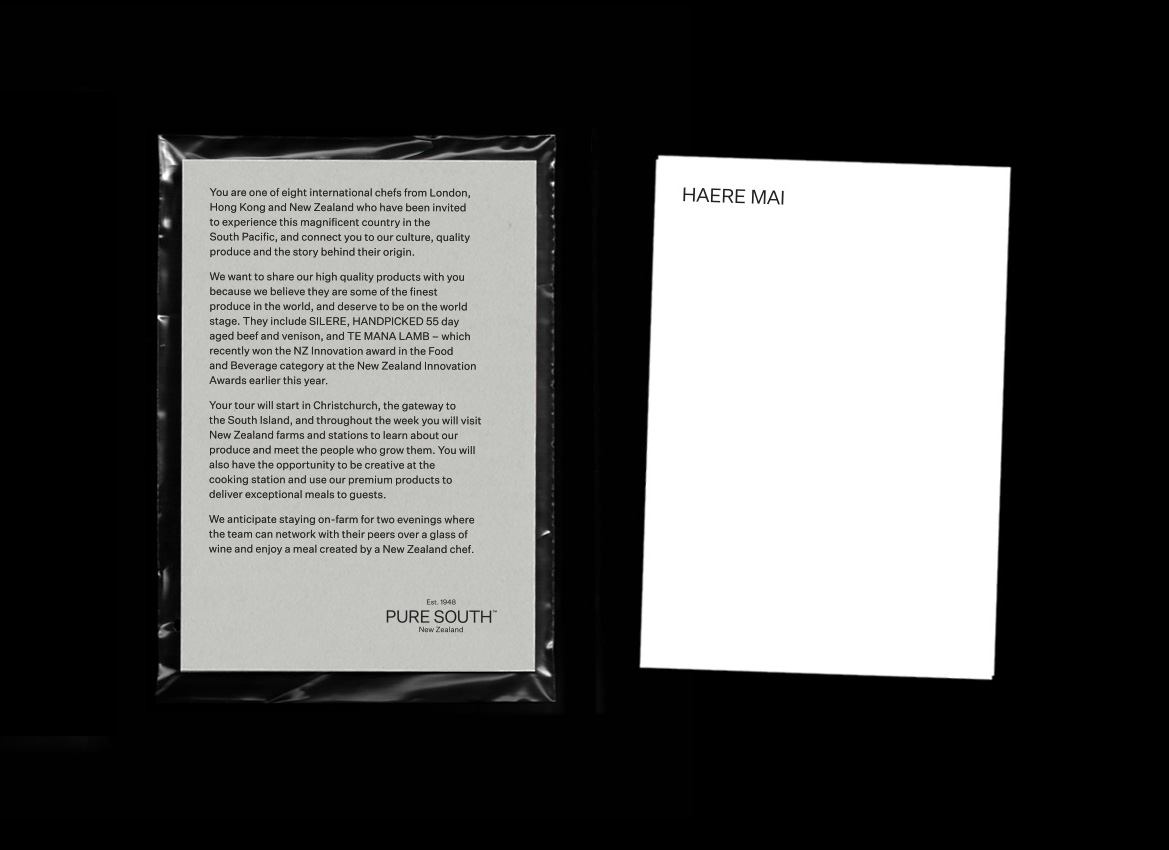 You are one of eight international chefs from London,
Hong Kong and New Zealand who have been invited
to experience this magnificent country in the
South Pacific, and connect you to our culture, quality
produce and the story behind their origin.
We want to share our high quality products with you
because we believe they are some of the finest
produce in the world, and deserve to be on the world
stage. They include SILERE, HANDPICKED 55 day
aged beef and venison, and TE MANA LAMB – which
recently won the NZ Innovation award in the Food
and Beverage category at the New Zealand Innovation
Awards earlier this year.
Your tour will start in Christchurch, the gateway to
the South Island, and throughout the week you will visit
New Zealand farms and stations to learn about our
produce and meet the people who grow them. You will
also have the opportunity to be creative at the
cooking station and use our premium products to
deliver exceptional meals to guests.
We anticipate staying on-farm for two evenings where
the team can network with their peers over a glass of
wine and enjoy a meal created by a New Zealand chef.
Est. 1948
PURE SOUTH™
New Zealand
HAERE MAI